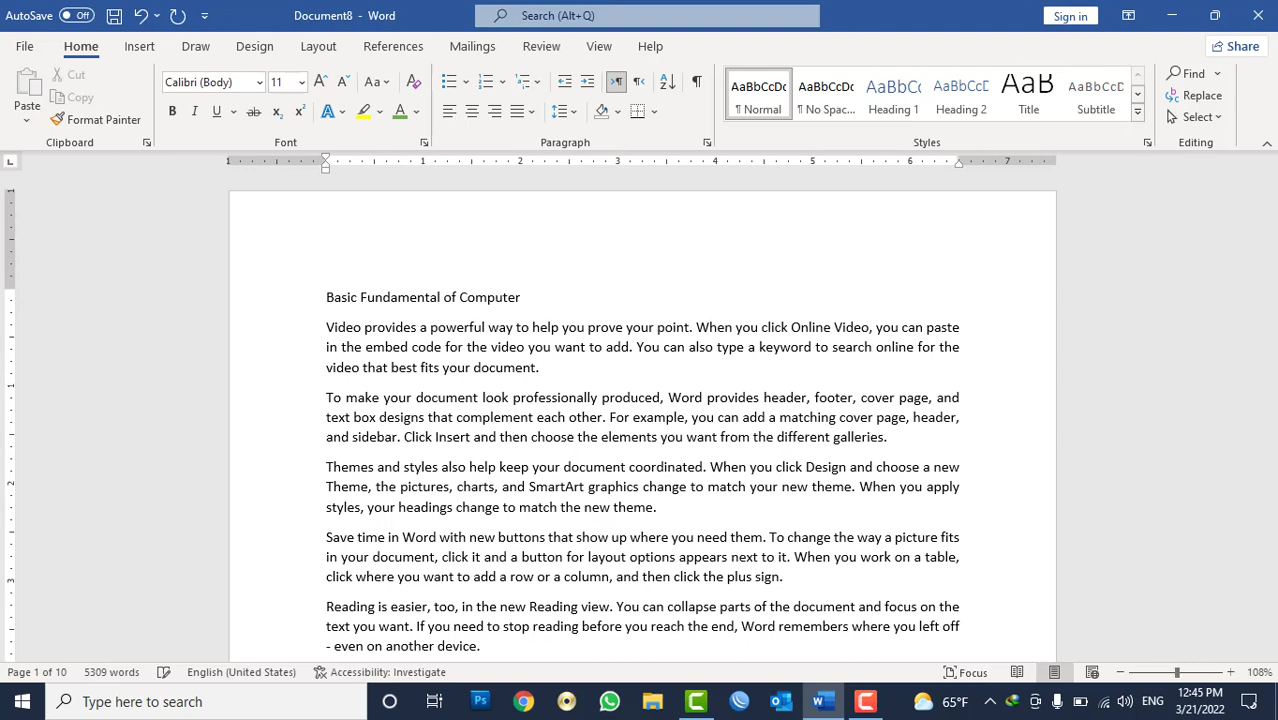 AutoSave Off Document8 - Word Search (Alt+Q) Sign in
File Home Insert Draw Design Layout References Mailings Review View Help Share
Paste Cut Copy Format Painter
Calibri (Body) 11 Aa
B I U ab x₂ x² A A
AaBbCcDc AaBbCcDc AaBbCc AaBbCcD AaB AaBbCcD
¶ Normal ¶ No Spac... Heading 1 Heading 2 Title Subtitle
Find Replace Select
Clipboard Font Paragraph Styles Editing
1 1 2 3 4 5 6 7
Basic Fundamental of Computer
Video provides a powerful way to help you prove your point. When you click Online Video, you can paste
in the embed code for the video you want to add. You can also type a keyword to search online for the
video that best fits your document.
To make your document look professionally produced, Word provides header, footer, cover page, and
text box designs that complement each other. For example, you can add a matching cover page, header,
and sidebar. Click Insert and then choose the elements you want from the different galleries.
Themes and styles also help keep your document coordinated. When you click Design and choose a new
Theme, the pictures, charts, and SmartArt graphics change to match your new theme. When you apply
styles, your headings change to match the new theme.
Save time in Word with new buttons that show up where you need them. To change the way a picture fits
in your document, click it and a button for layout options appears next to it. When you work on a table,
click where you want to add a row or a column, and then click the plus sign.
Reading is easier, too, in the new Reading view. You can collapse parts of the document and focus on the
text you want. If you need to stop reading before you reach the end, Word remembers where you left off
- even on another device.
Page 1 of 10 5309 words English (United States) Accessibility: Investigate Focus 108%
Type here to search Ps 65°F ENG 12:45 PM
3/21/2022